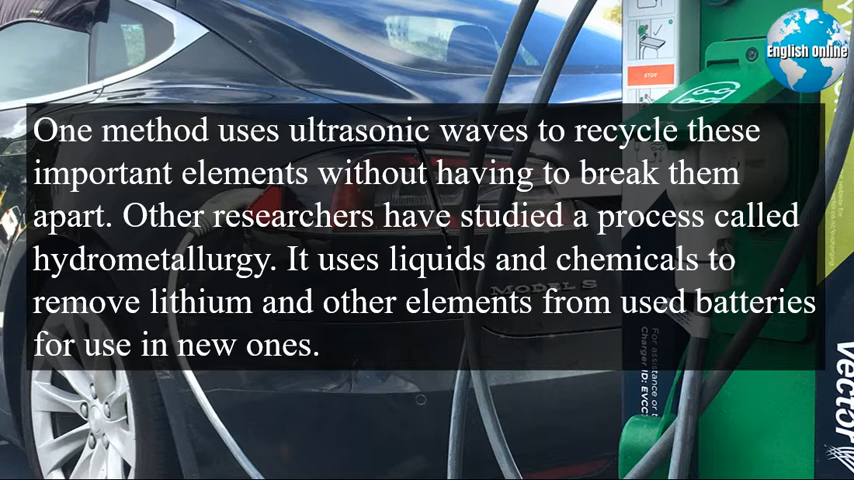 English Online
STOP
One method uses ultrasonic waves to recycle these
important elements without having to break them
apart. Other researchers have studied a process called
hydrometallurgy. It uses liquids and chemicals to
remove lithium and other elements from used batteries
for use in new ones.
MODEL S
For assistance or
Charger ID: EVCC
Vector